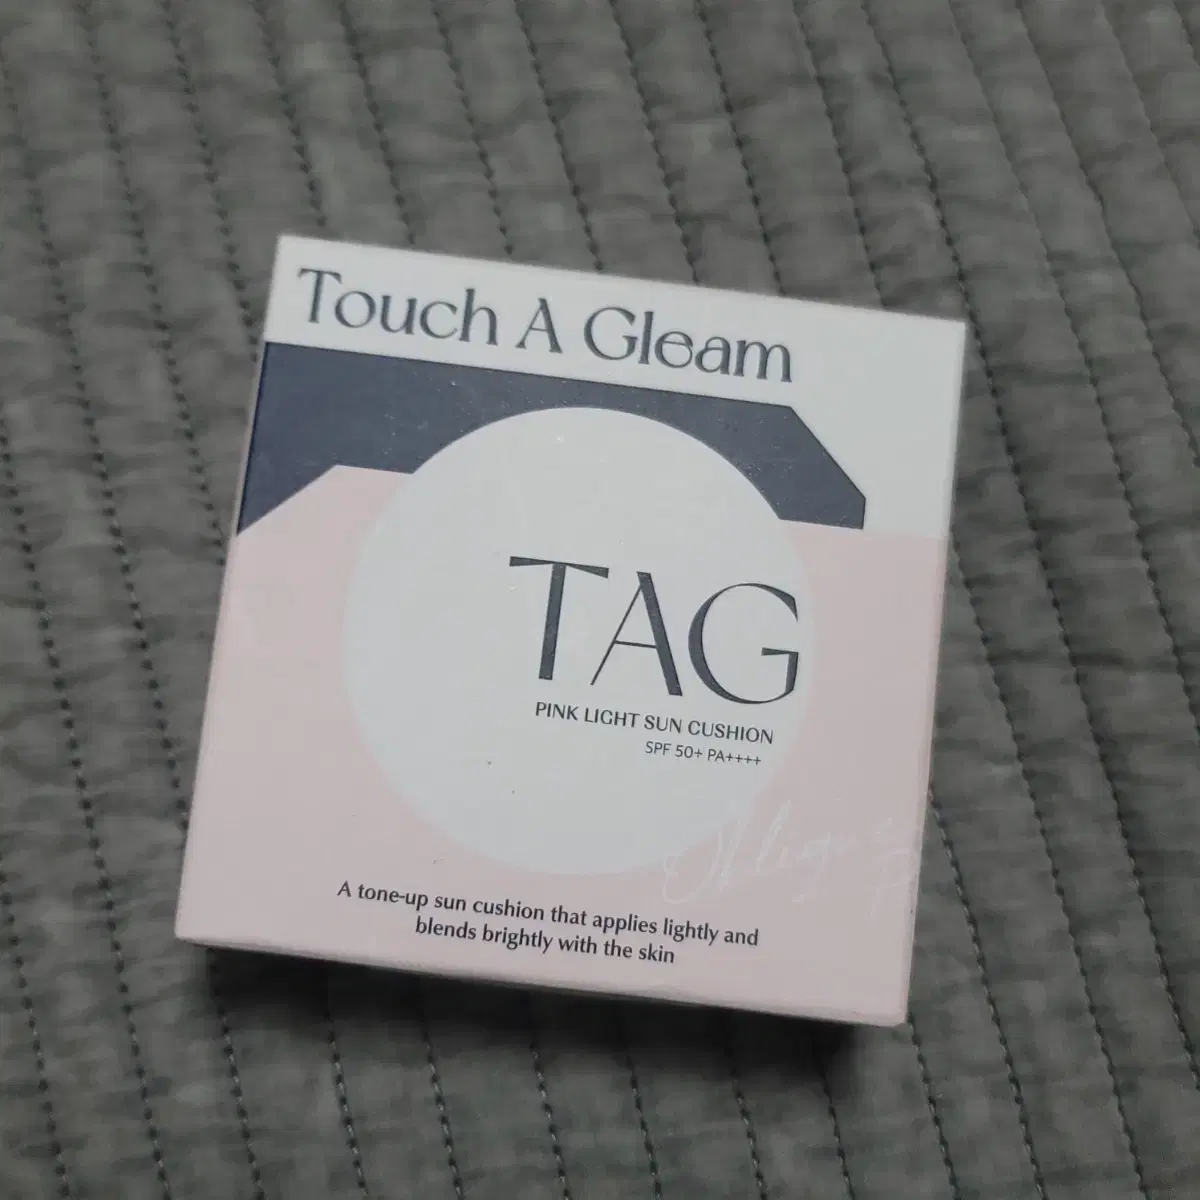 Touch A Gleam
TAG
PINK LIGHT SUN CUSHION
SPF 50+ PA++++
A tone-up sun cushion that applies lightly and
blends brightly with the skin